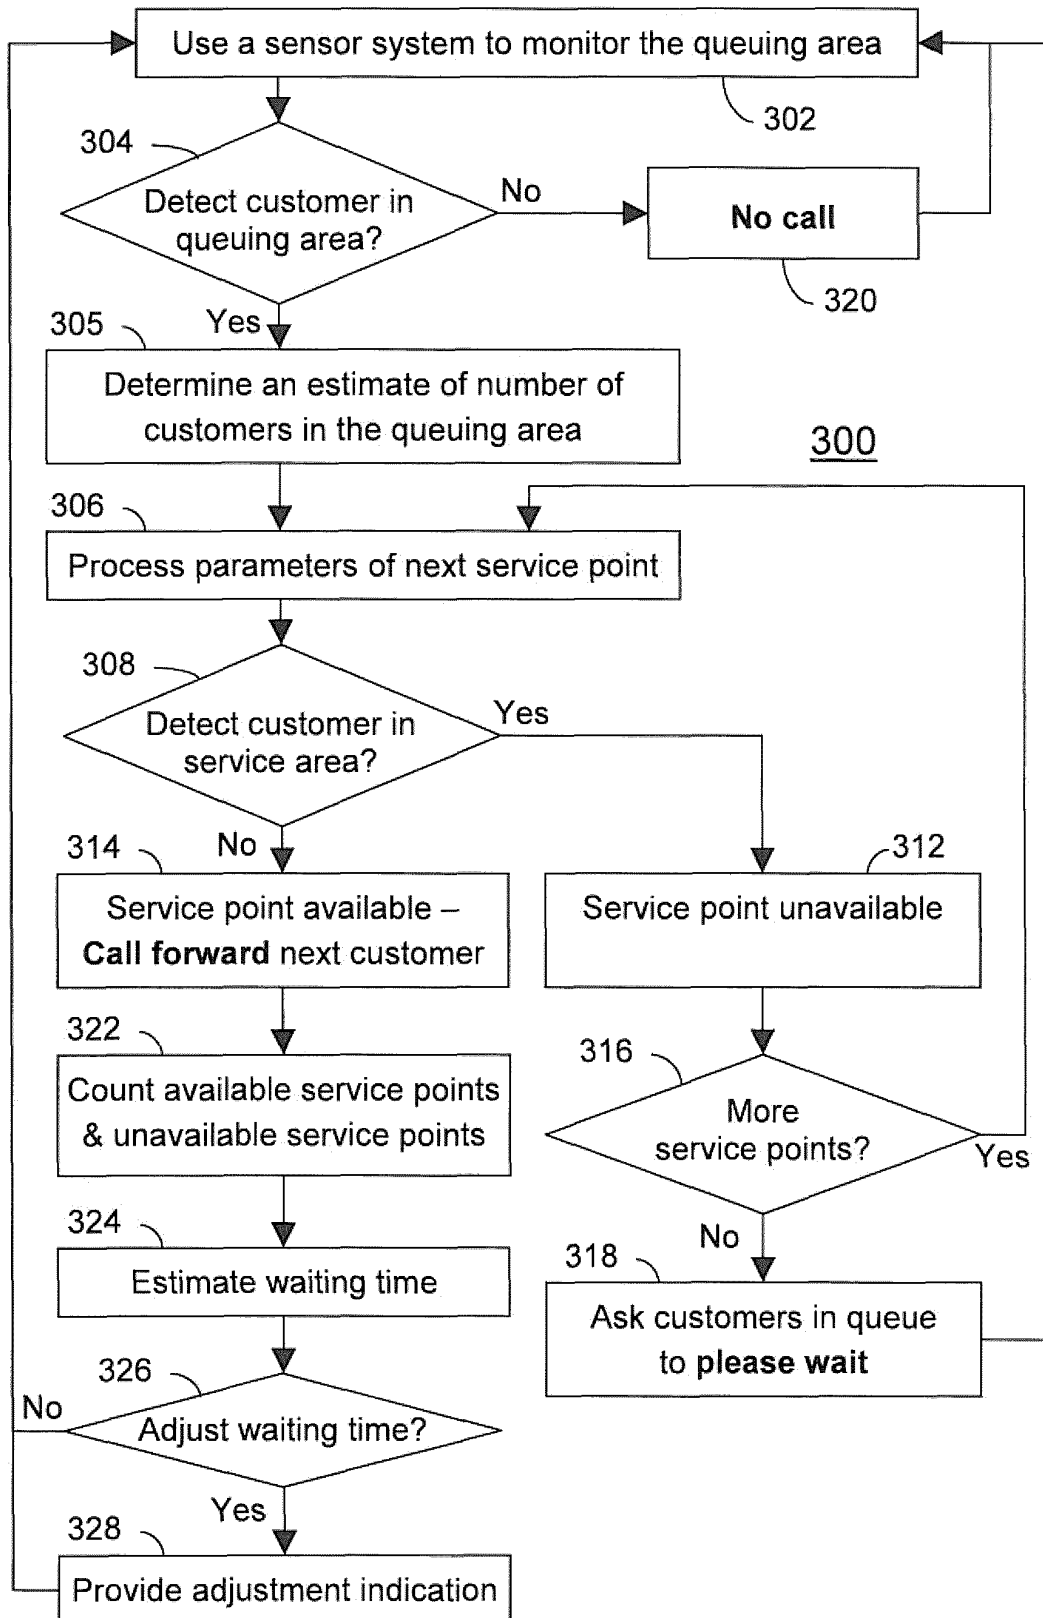 Use a sensor system to monitor the queuing area
302
304
Detect customer in
queuing area?
No
No call
320
Yes
305
Determine an estimate of number of
customers in the queuing area
300
306
Process parameters of next service point
308
Detect customer in
service area?
Yes
No
314
Service point available –
Call forward next customer
312
Service point unavailable
322
Count available service points
& unavailable service points
316
More
service points?
Yes
No
324
Estimate waiting time
318
Ask customers in queue
to please wait
326
No
Adjust waiting time?
Yes
328
Provide adjustment indication